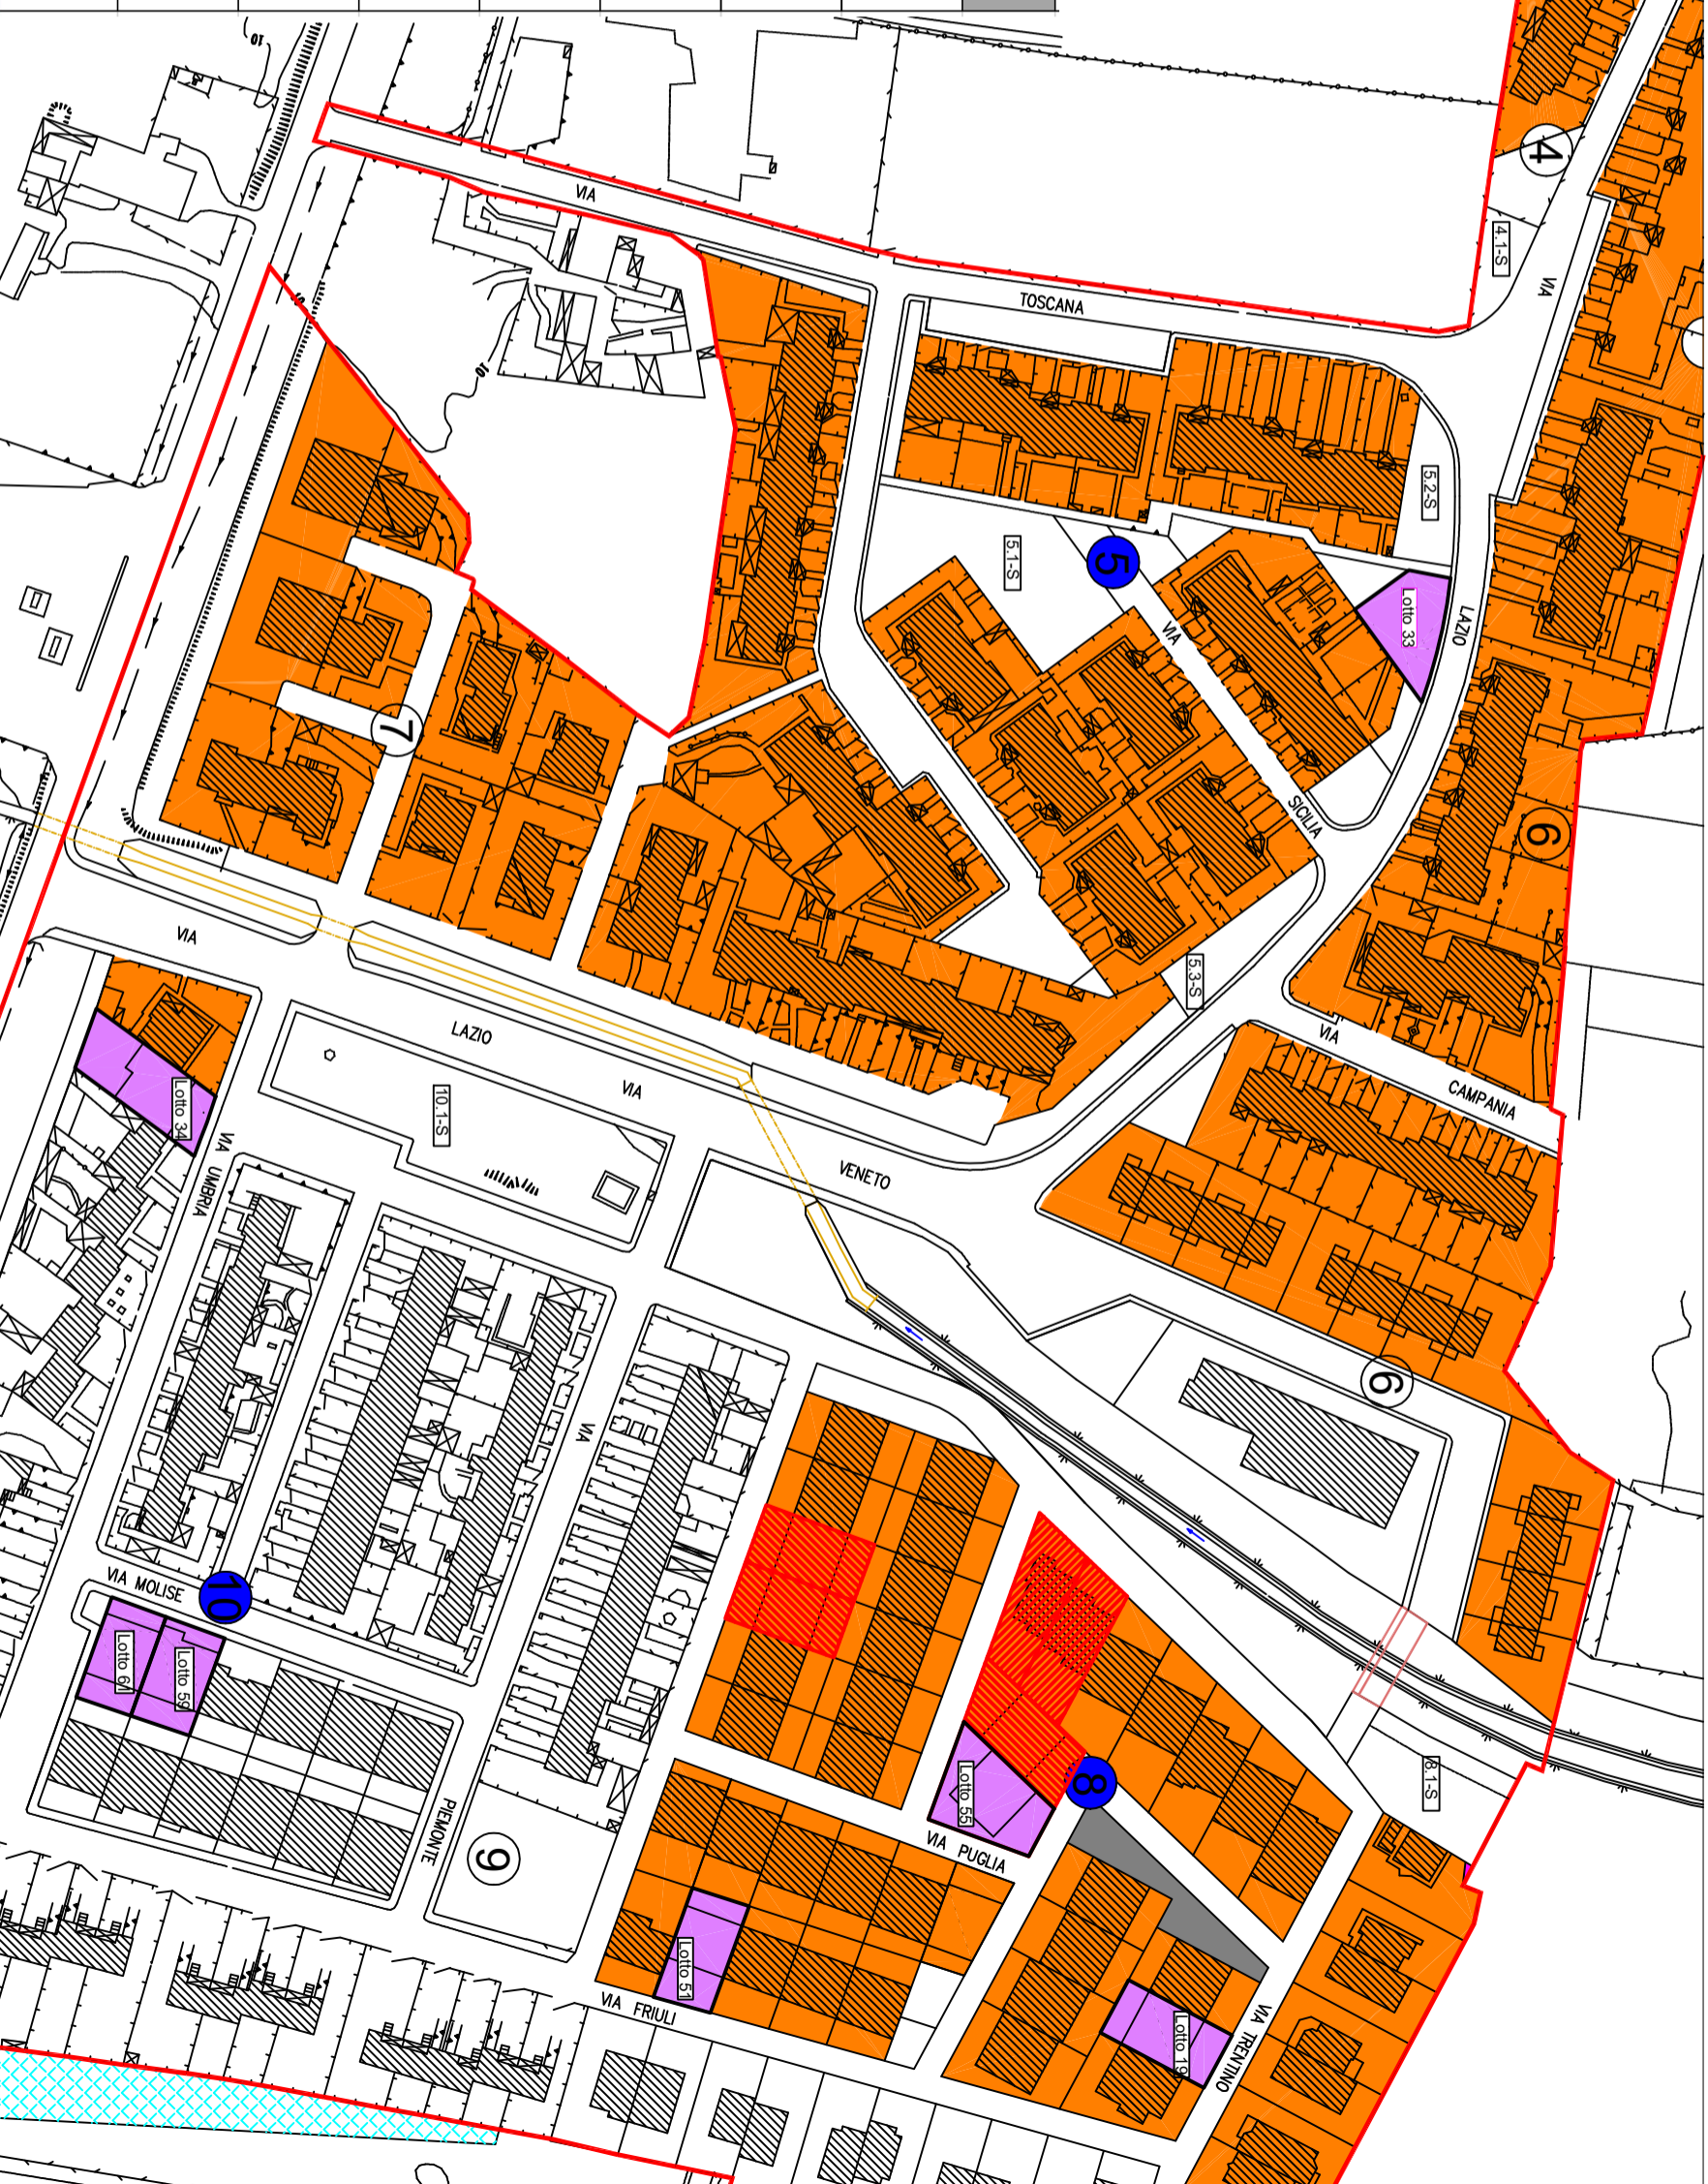 10
4
4.1-S
VIA
VIA
TOSCANA
10
5.2-S
5.1-S
5
VIA
Lotto 33
LAZIO
SICILIA
6
7
5.3-S
VIA
VIA
CAMPANIA
LAZIO
VIA
10.1-S
VENETO
Lotto 34
VIA UMBRIA
6
VIA
VIA MOLISE
10
Lotto 61
Lotto 59
PIEMONTE
9
8
8.1-S
Lotto 55
VIA PUGLIA
Lotto 51
VIA FRIULI
Lotto 19
VIA TRENTINO